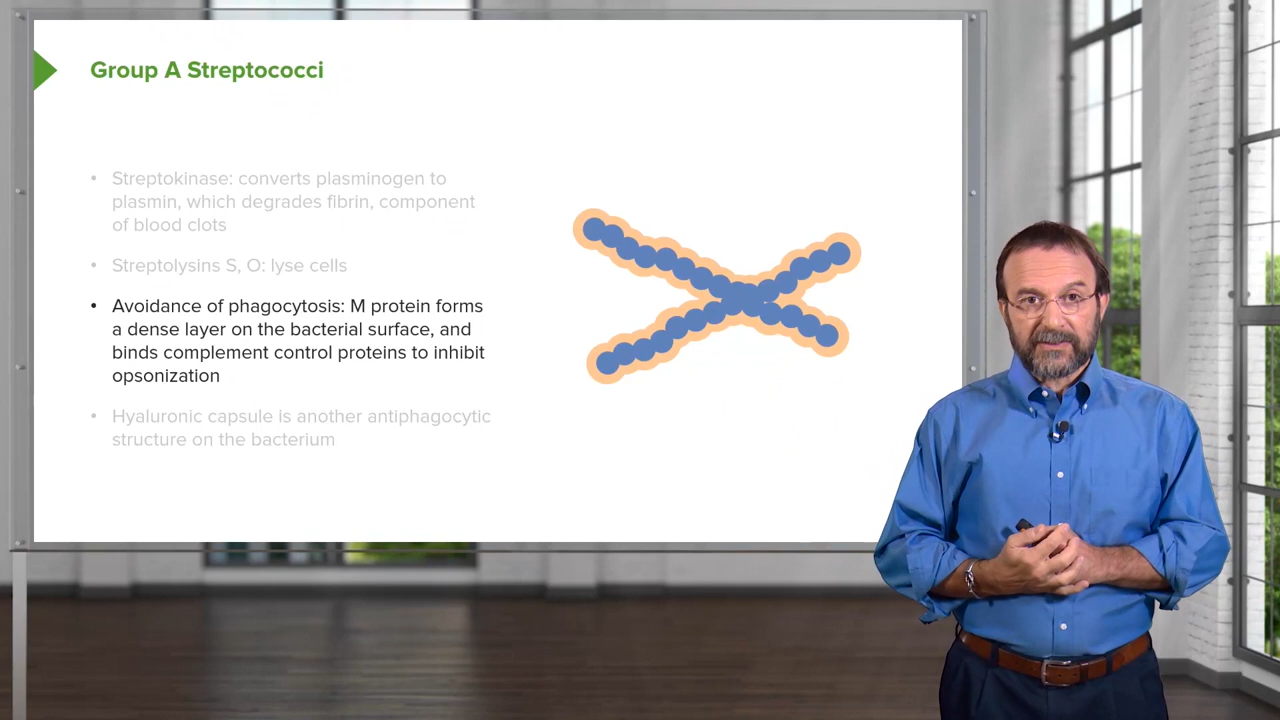 Group A Streptococci
• Streptokinase: converts plasminogen to
plasmin, which degrades fibrin, component
of blood clots
• Streptolysins S, O: lyse cells
• Avoidance of phagocytosis: M protein forms
a dense layer on the bacterial surface, and
binds complement control proteins to inhibit
opsonization
• Hyaluronic capsule is another antiphagocytic
structure on the bacterium